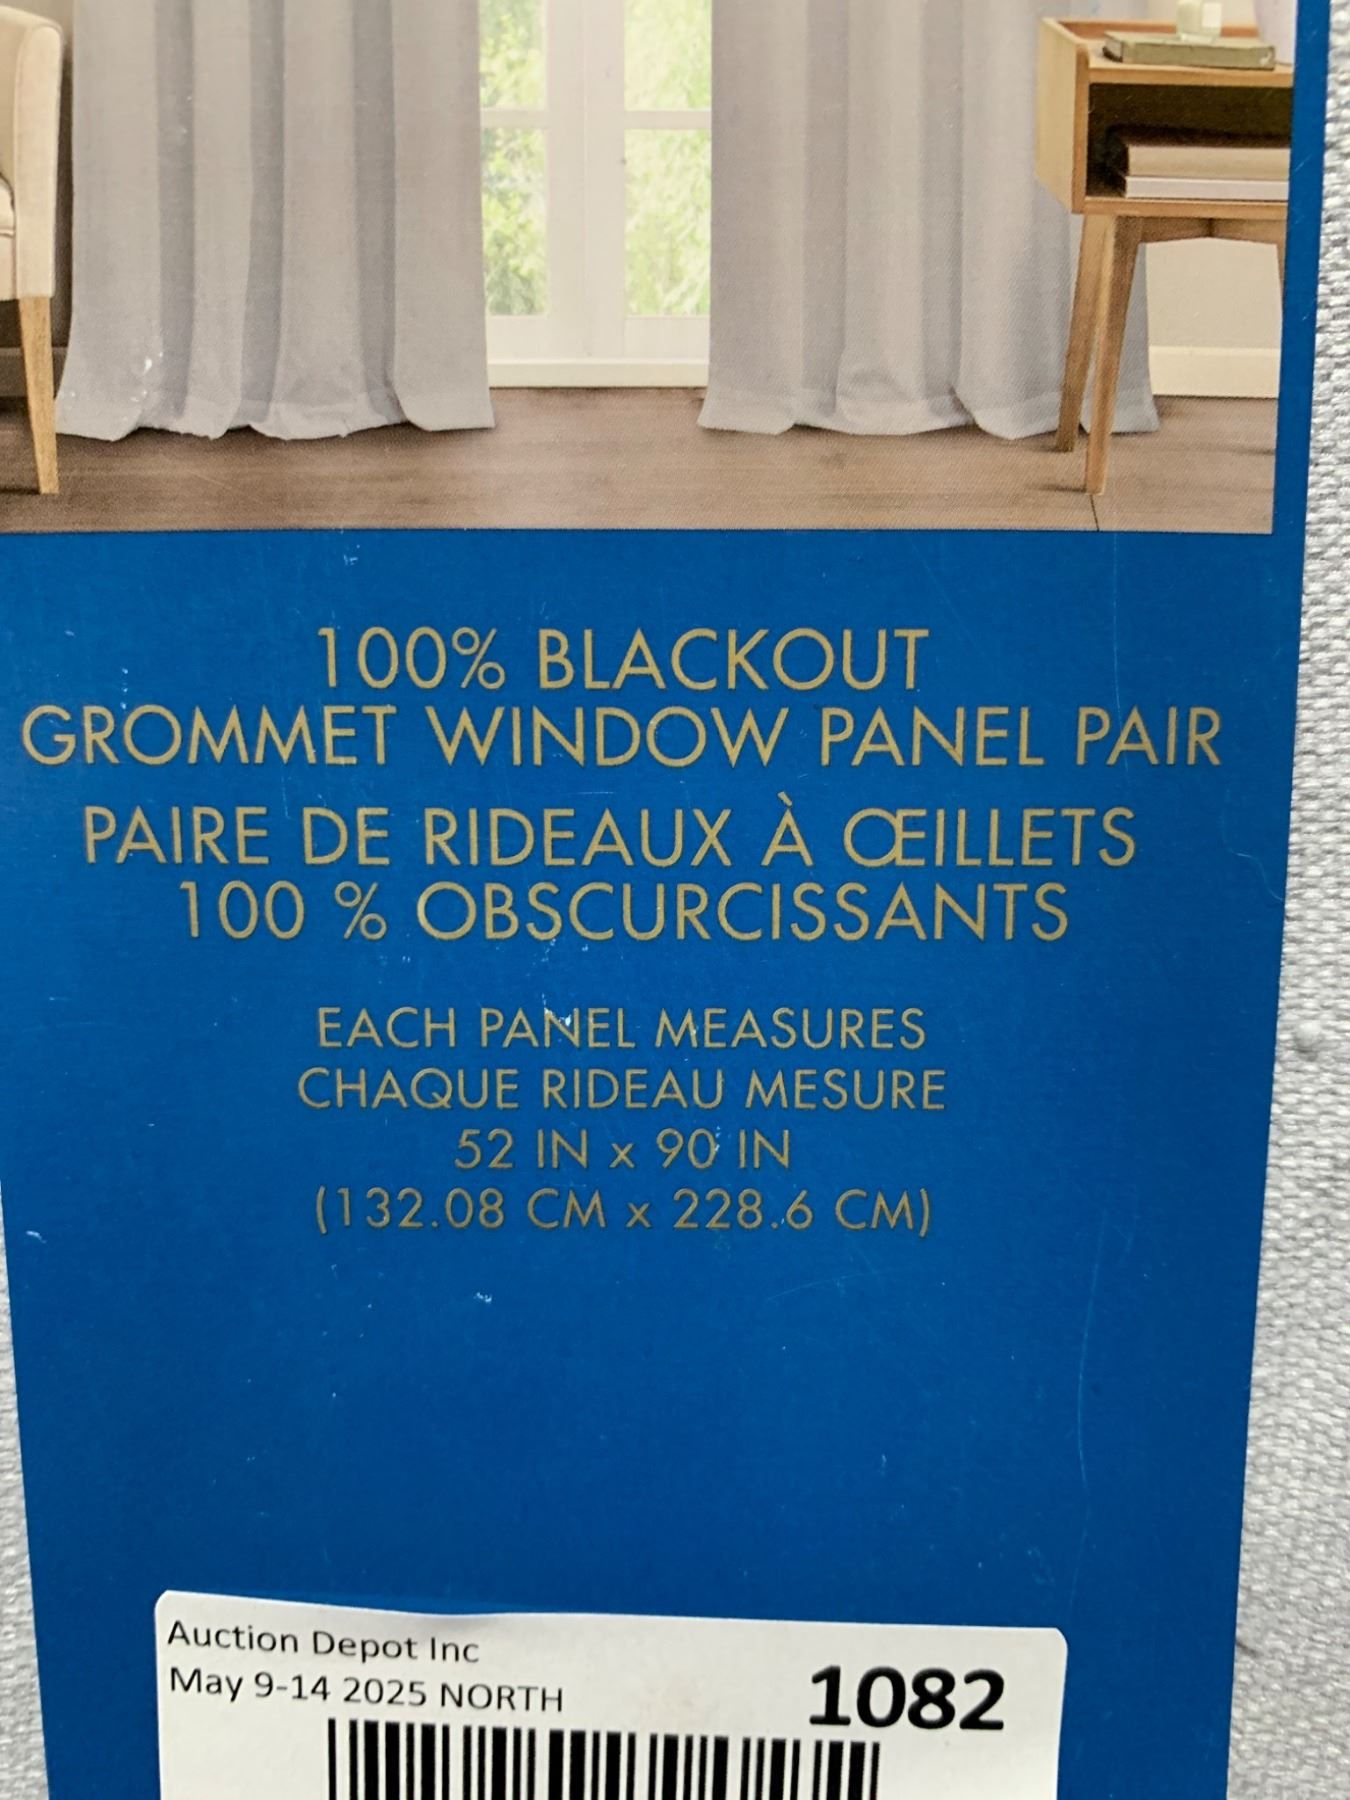 100% BLACKOUT
GROMMET WINDOW PANEL PAIR
PAIRE DE RIDEAUX À ŒILLETS
100 % OBSCURCISSANTS
EACH PANEL MEASURES
CHAQUE RIDEAU MESURE
52 IN x 90 IN
(132.08 CM x 228.6 CM)
Auction Depot Inc
May 9-14 2025 NORTH
1082